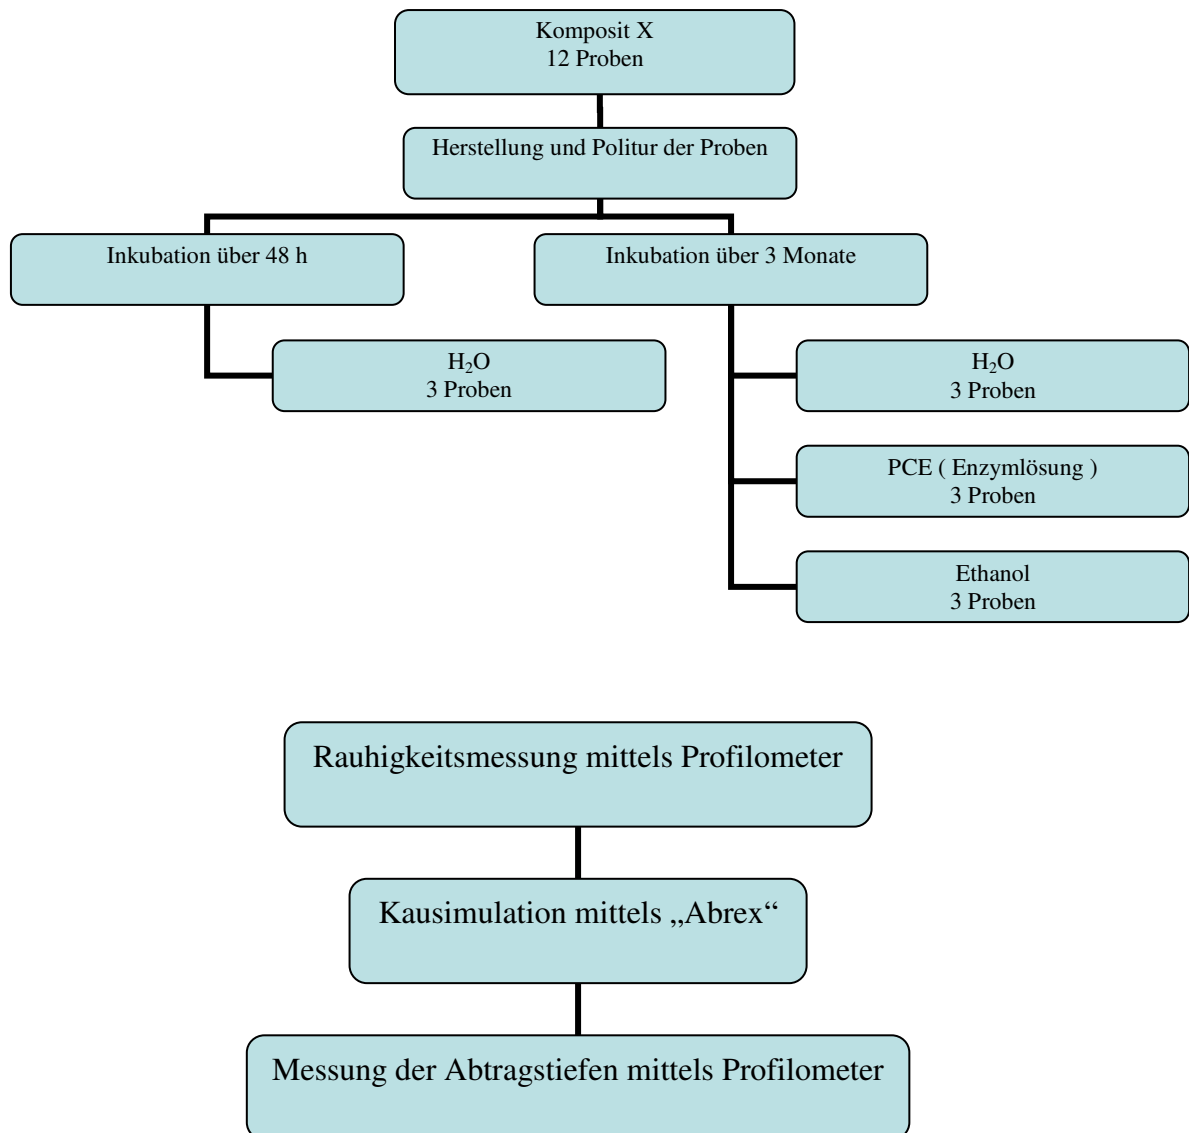 Komposit X
12 Proben
Herstellung und Politur der Proben
Inkubation über 48 h
Inkubation über 3 Monate
H₂O
3 Proben
H₂O
3 Proben
PCE ( Enzymlösung )
3 Proben
Ethanol
3 Proben
Rauhigkeitsmessung mittels Profilometer
Kausimulation mittels „Abrex“
Messung der Abtragstiefen mittels Profilometer